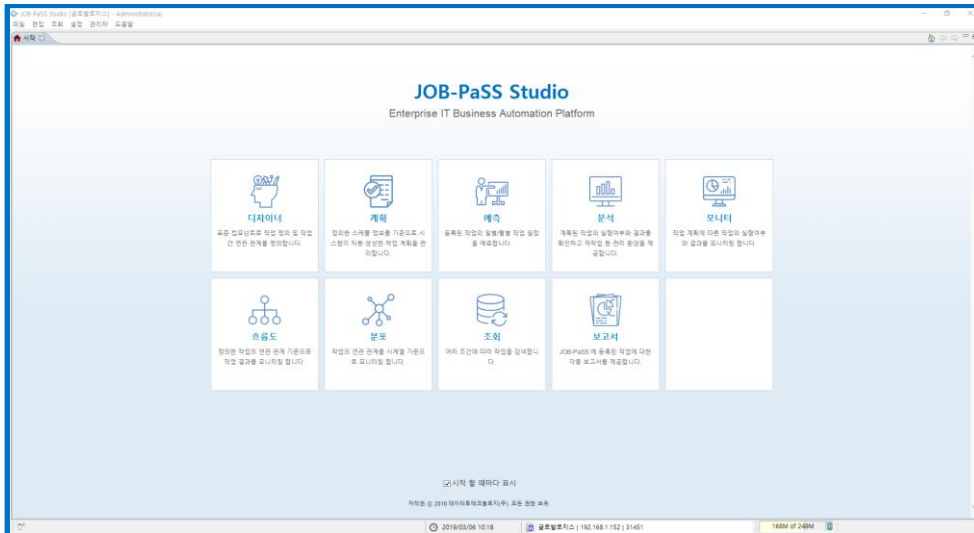 JOB-PaSS Studio [글로벌로지스] - Administrator(sa)
파일 편집 조회 설정 관리자 도움말
시작
JOB-PaSS Studio
Enterprise IT Business Automation Platform
디자이너
표준 컴포넌트로 작업 정의 및 작업
간 연관 관계를 정의합니다.
계획
정의한 스케쥴 정보를 기준으로 시
스템이 자동 생성한 작업 계획을 관
리합니다.
예측
등록된 작업의 일별/월별 작업 일정
을 예측합니다.
분석
계획된 작업의 실행여부와 결과를
확인하고 재작업 등 관리 환경을 제
공합니다.
모니터
작업 계획에 따른 작업의 실행여부
와 결과를 모니터링 합니다.
흐름도
정의한 작업의 연관 관계 기준으로
작업 결과를 모니터링 합니다.
분포
작업의 연관 관계를 시계열 기준으
로 모니터링 합니다.
조회
여러 조건에 따라 작업을 검색합니
다.
보고서
JOB-PaSS 에 등록된 작업에 대한
각종 보고서를 제공합니다.
시작 할 때마다 표시
저작권 ⓒ 2018 데이타후테크놀로지(주) 모든 권한 보유
2019/03/06 10:18
글로벌로지스 | 192.168.1.152 | 31451
168M of 248M